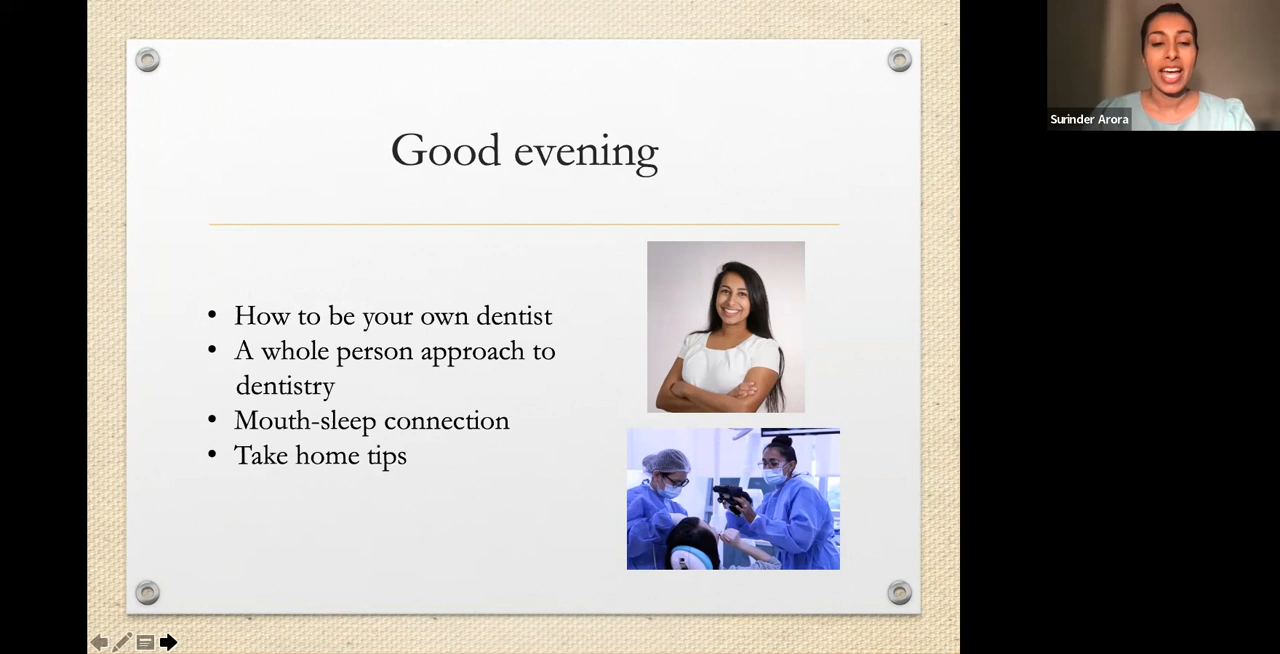 Good evening
• How to be your own dentist
• A whole person approach to
dentistry
• Mouth-sleep connection
• Take home tips
Surinder Arora